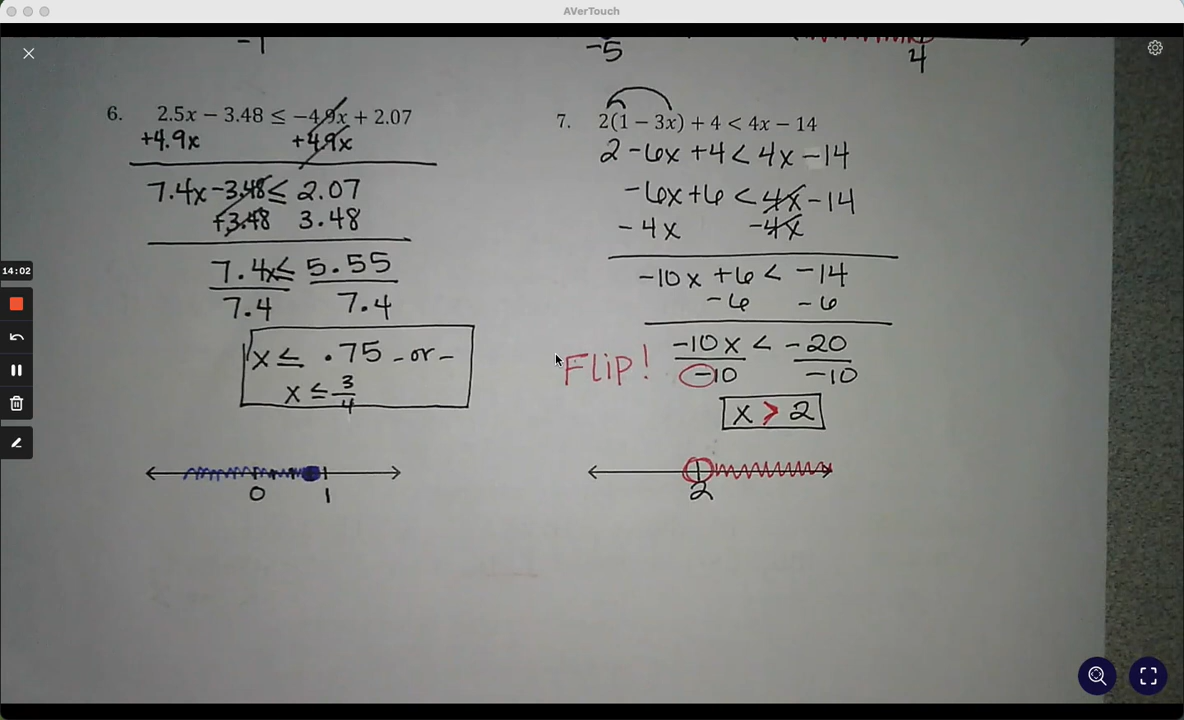 AVerTouch
-1
-5
4
6. 2.5x − 3.48 ≤ −4.9x + 2.07
+4.9x +4.9x
7.4x -3.48 ≤ 2.07
+3.48 3.48
7.4x ≤ 5.55
7.4 7.4
x ≤ .75 -or-
x ≤ 3/4
0 1
7. 2(1 − 3x) + 4 < 4x − 14
2 -6x +4 < 4x -14
-6x+6 < 4x -14
-4x -4x
-10x +6 < -14
-6 -6
-10x < -20
FliP! -10 -10
x > 2
2
14:02